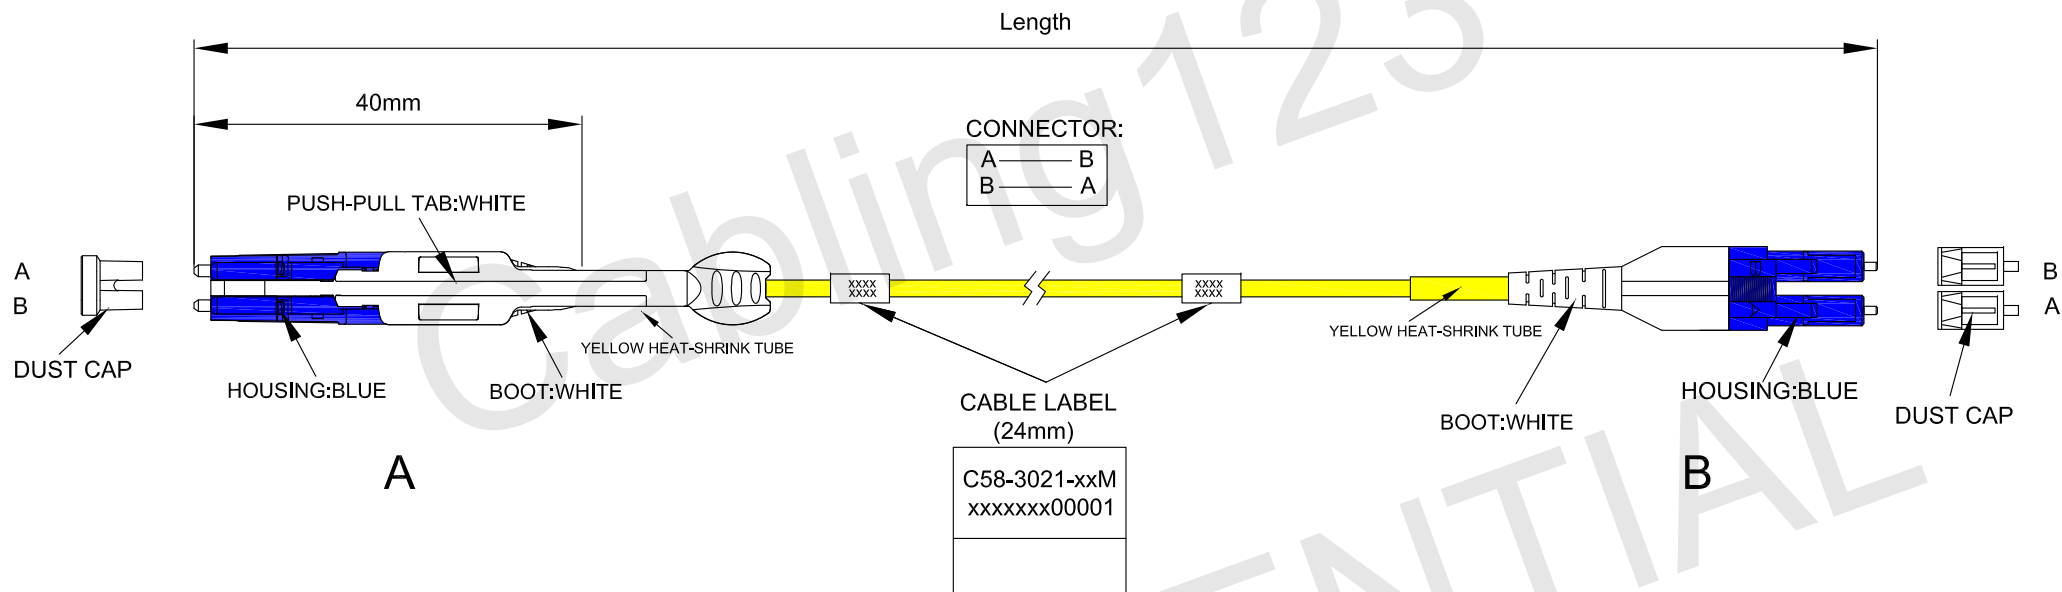 Length
40mm
CONNECTOR:
A B
B A
PUSH-PULL TAB:WHITE
A
B
B
A
DUST CAP
HOUSING:BLUE
BOOT:WHITE
YELLOW HEAT-SHRINK TUBE
XXXX
XXXX
XXXX
XXXX
YELLOW HEAT-SHRINK TUBE
BOOT:WHITE
HOUSING:BLUE
DUST CAP
CABLE LABEL
(24mm)
C58-3021-xxM
xxxxxxx00001
A
B
Cabling123
ENTIAL